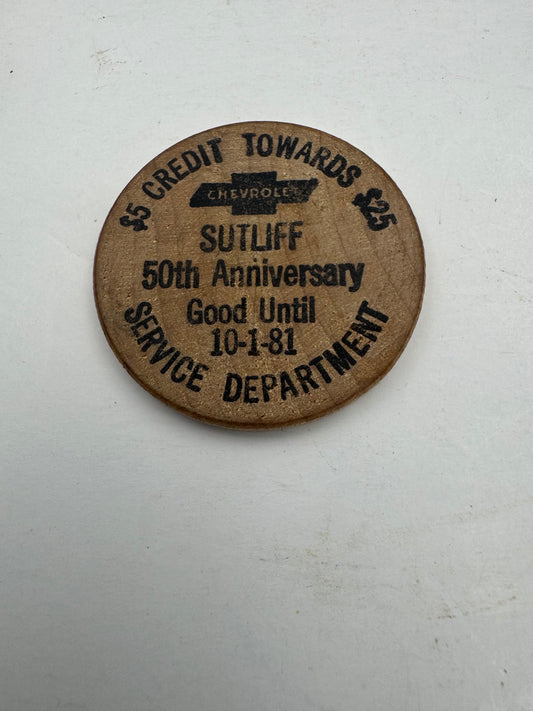 $5 CREDIT TOWARDS $25
CHEVROLET
SUTLIFF
50th Anniversary
Good Until
10-1-81
SERVICE DEPARTMENT